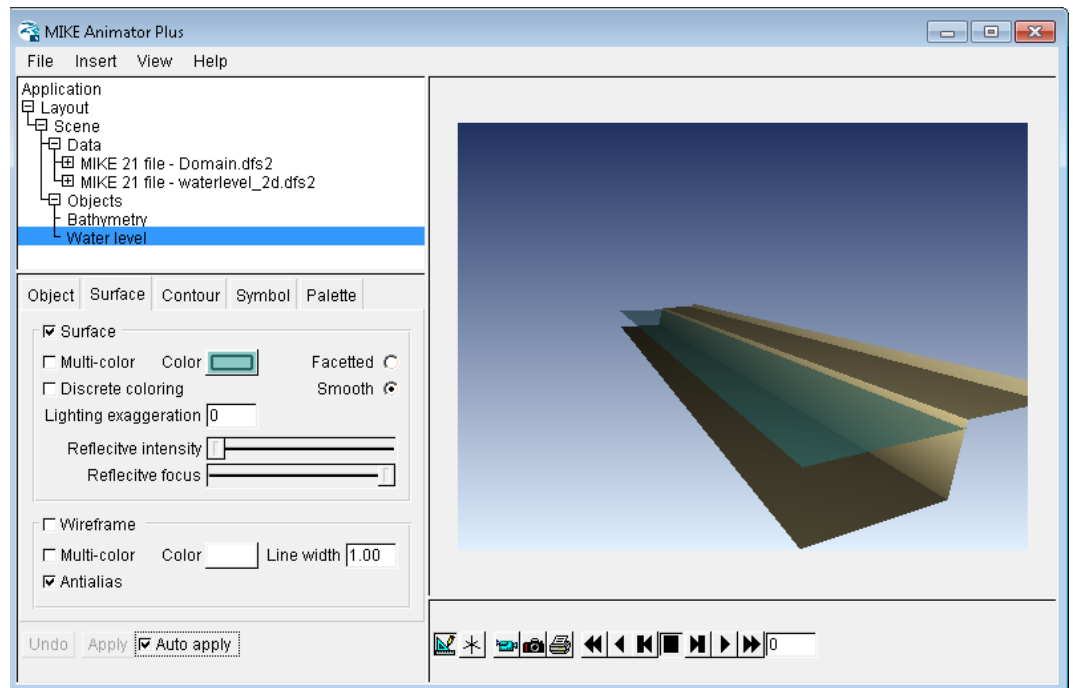 MIKE Animator Plus
File Insert View Help
Application
Layout
Scene
Data
MIKE 21 file - Domain.dfs2
MIKE 21 file - waterlevel_2d.dfs2
Objects
Bathymetry
Water level
Object Surface Contour Symbol Palette
Surface
Multi-color Color Facetted
Discrete coloring Smooth
Lighting exaggeration 0
Reflecitve intensity
Reflecitve focus
Wireframe
Multi-color Color Line width 1.00
Antialias
Undo Apply Auto apply 0